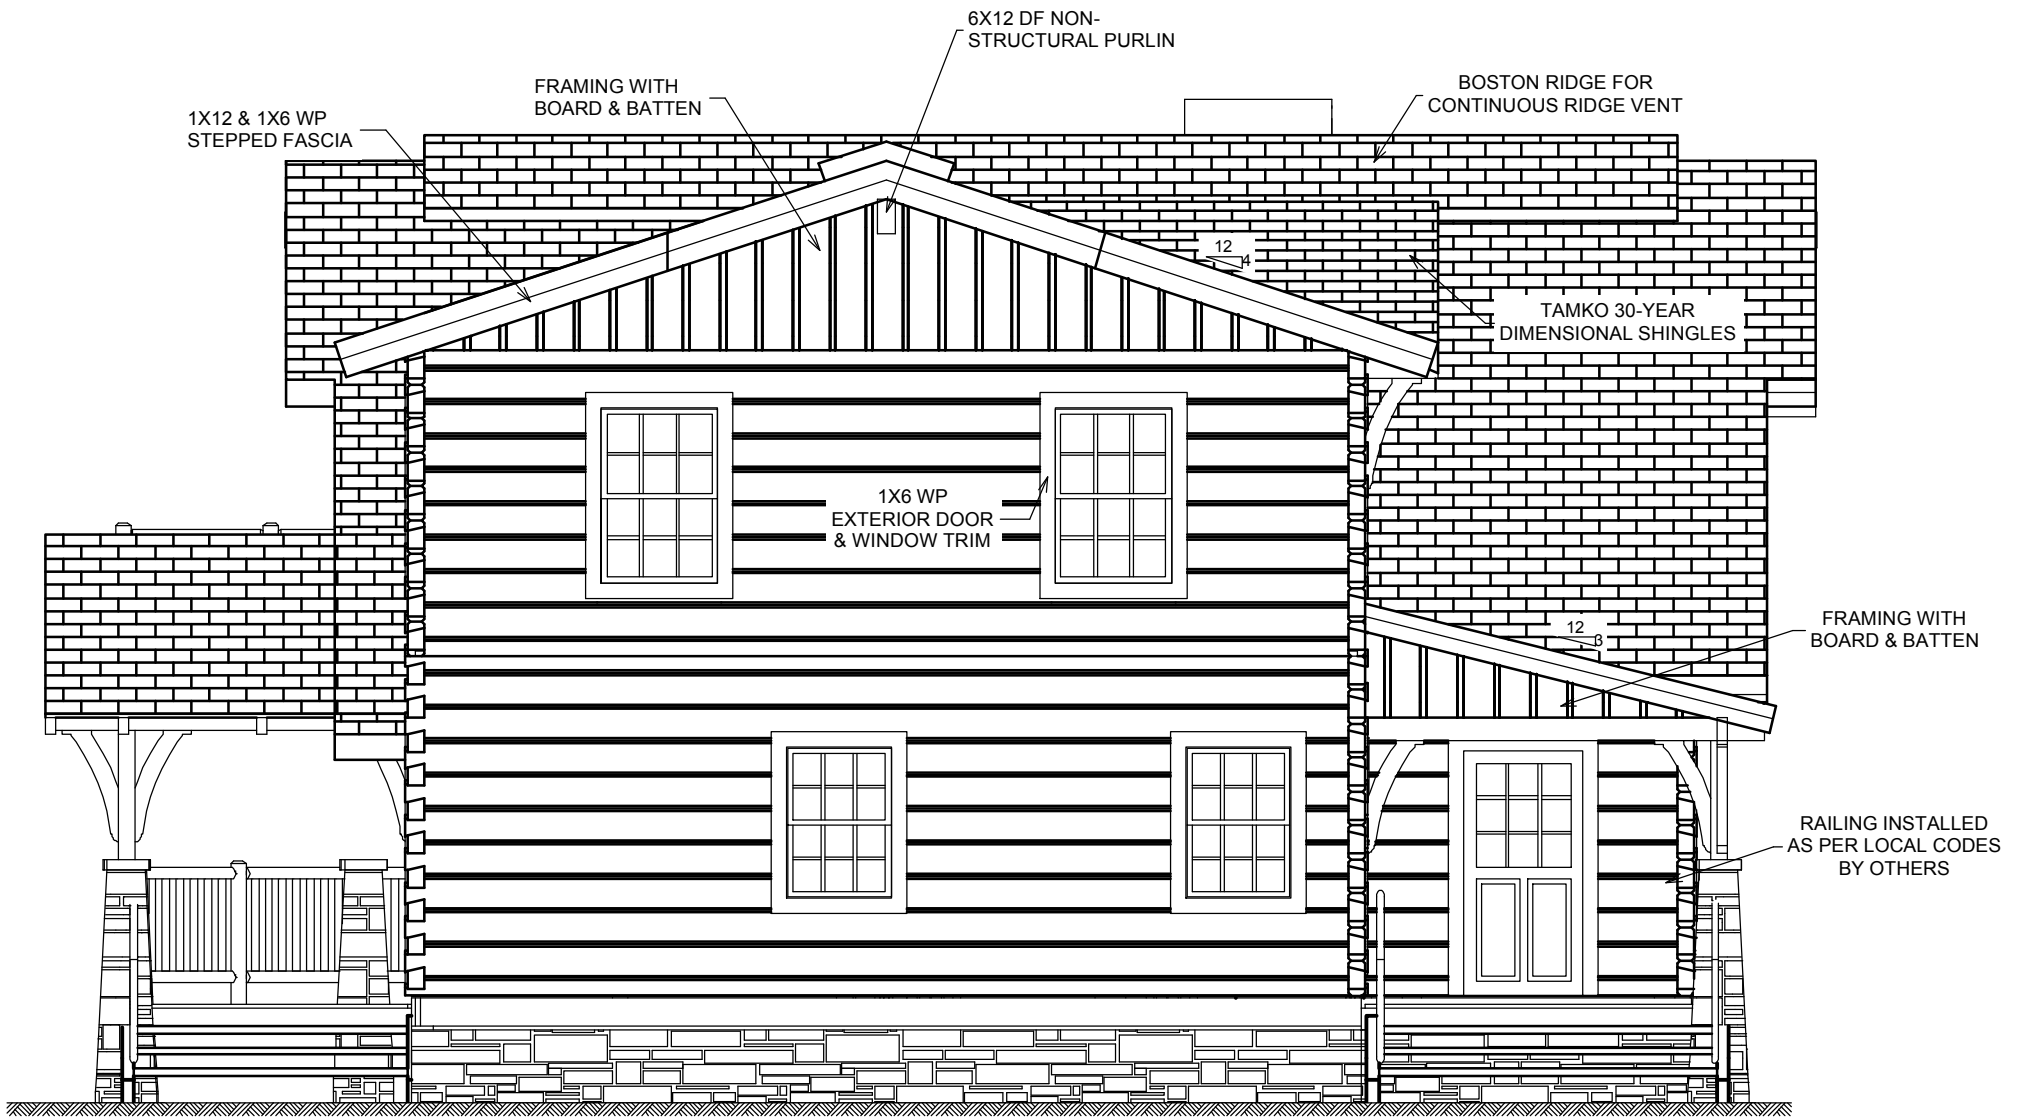 6X12 DF NON-
STRUCTURAL PURLIN
FRAMING WITH
BOARD & BATTEN
BOSTON RIDGE FOR
CONTINUOUS RIDGE VENT
1X12 & 1X6 WP
STEPPED FASCIA
12
4
TAMKO 30-YEAR
DIMENSIONAL SHINGLES
1X6 WP
EXTERIOR DOOR
& WINDOW TRIM
12
3
FRAMING WITH
BOARD & BATTEN
RAILING INSTALLED
AS PER LOCAL CODES
BY OTHERS